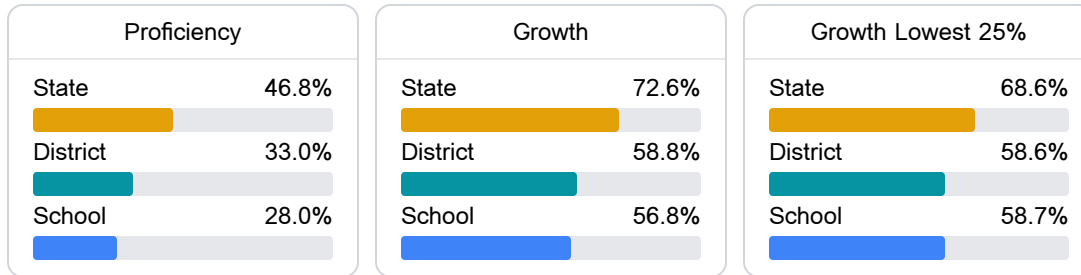 Proficiency
State 46.8%
District 33.0%
School 28.0%
Growth
State 72.6%
District 58.8%
School 56.8%
Growth Lowest 25%
State 68.6%
District 58.6%
School 58.7%